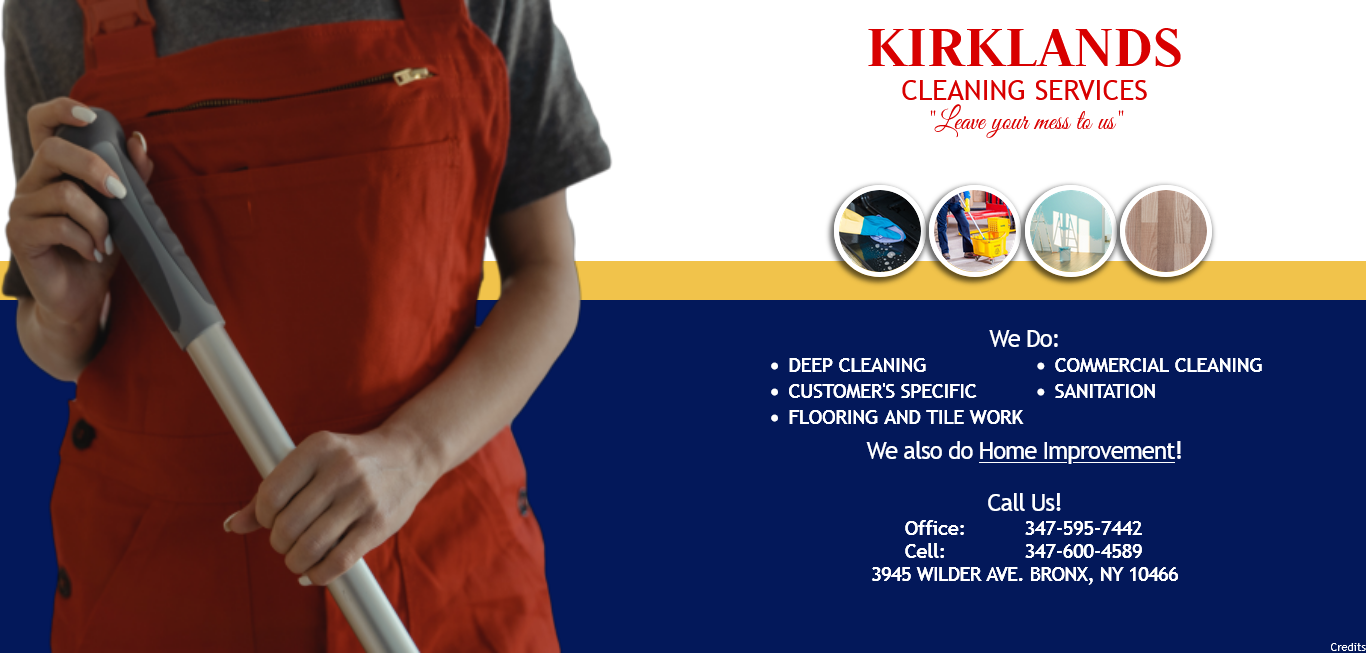 KIRKLANDS
CLEANING SERVICES
"Leave your mess to us"
We Do:
• DEEP CLEANING
• CUSTOMER'S SPECIFIC
• FLOORING AND TILE WORK
• COMMERCIAL CLEANING
• SANITATION
We also do Home Improvement!
Call Us!
Office: 347-595-7442
Cell: 347-600-4589
3945 WILDER AVE. BRONX, NY 10466
Credits